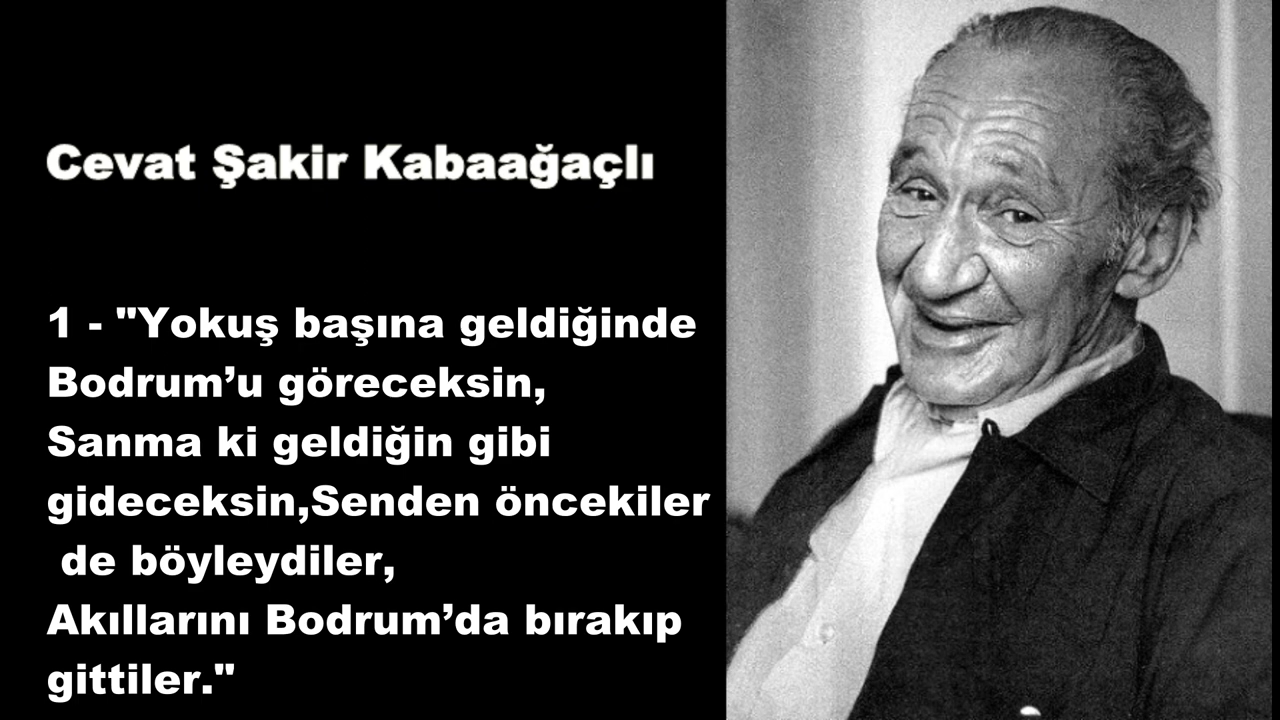 Cevat Şakir Kabaağaçlı
1 - "Yokuş başına geldiğinde
Bodrum’u göreceksin,
Sanma ki geldiğin gibi
gideceksin,Senden öncekiler
de böyleydiler,
Akıllarını Bodrum’da bırakıp
gittiler."